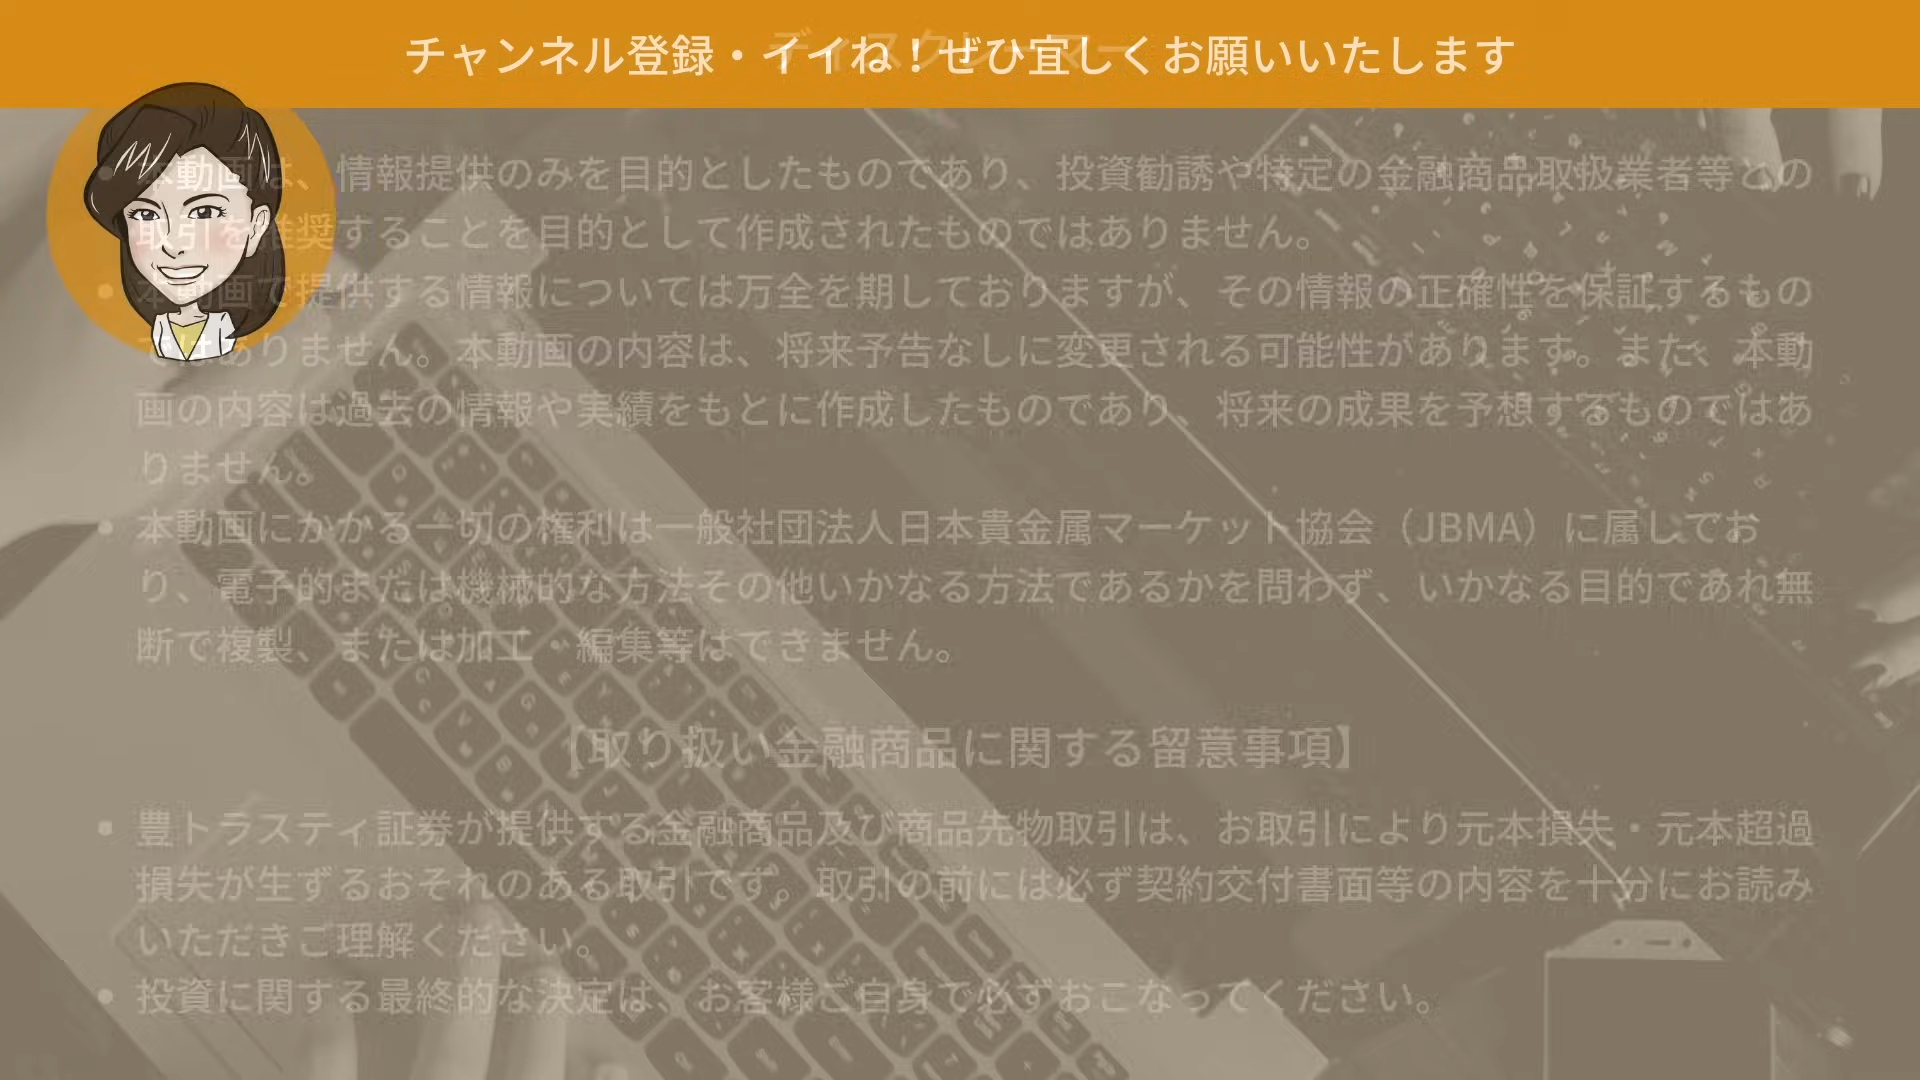 チャンネル登録・イイね！ぜひ宜しくお願いいたします
ディスクレーマー
• 本動画は、情報提供のみを目的としたものであり、投資勧誘や特定の金融商品取扱業者等との
取引を推奨することを目的として作成されたものではありません。
• 本動画で提供する情報については万全を期しておりますが、その情報の正確性を保証するもの
ではありません。本動画の内容は、将来予告なしに変更される可能性があります。また、本動
画の内容は過去の情報や実績をもとに作成したものであり、将来の成果を予想するものではあ
りません。
• 本動画にかかる一切の権利は一般社団法人日本貴金属マーケット協会（JBMA）に属してお
り、電子的または機械的な方法その他いかなる方法であるかを問わず、いかなる目的であれ無
断で複製、または加工・編集等はできません。
【取り扱い金融商品に関する留意事項】
• 豊トラスティ証券が提供する金融商品及び商品先物取引は、お取引により元本損失・元本超過
損失が生ずるおそれのある取引です。取引の前には必ず契約交付書面等の内容を十分にお読み
いただきご理解ください。
• 投資に関する最終的な決定は、お客様ご自身で必ずおこなってください。